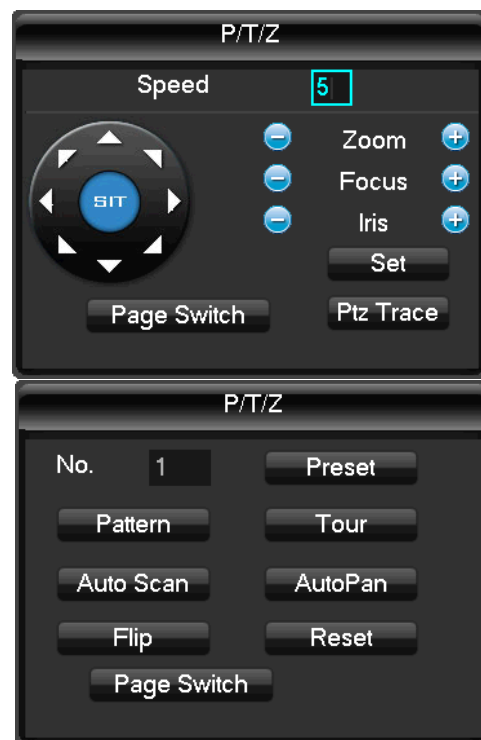 P/T/Z
Speed 5
Zoom
SIT Focus
Iris
Set
Page Switch Ptz Trace
P/T/Z
No. 1 Preset
Pattern Tour
Auto Scan AutoPan
Flip Reset
Page Switch